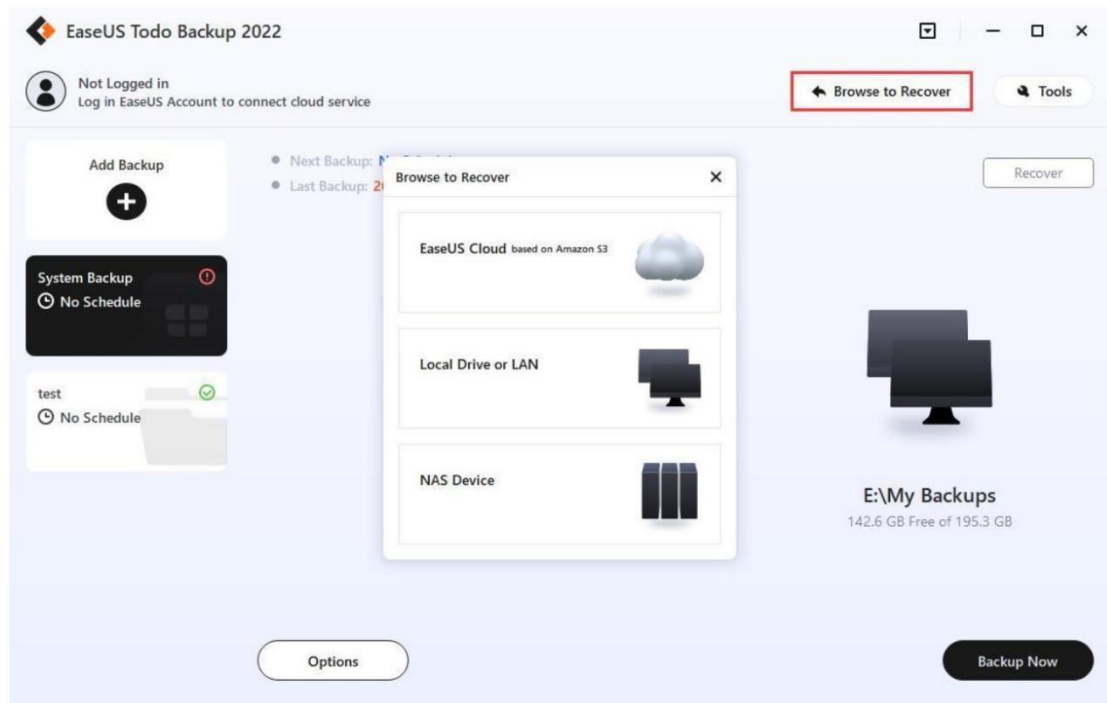 EaseUS Todo Backup 2022
Not Logged in
Log in EaseUS Account to connect cloud service
Browse to Recover
Tools
Add Backup
Next Backup:
Last Backup:
Recover
Browse to Recover
EaseUS Cloud based on Amazon S3
System Backup
No Schedule
Local Drive or LAN
test
No Schedule
NAS Device
E:\My Backups
142.6 GB Free of 195.3 GB
Options
Backup Now